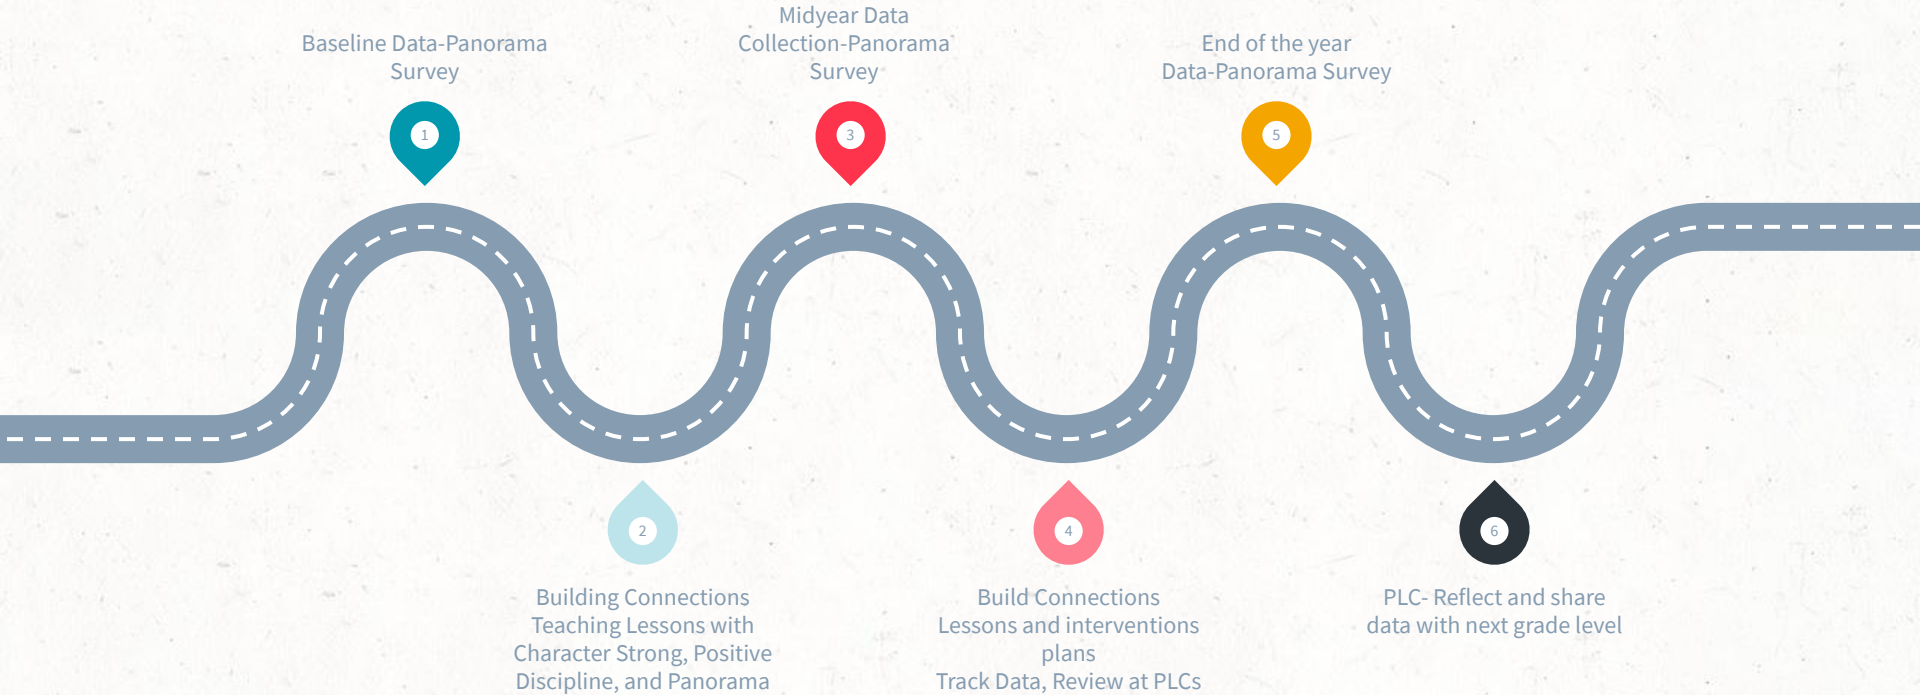 Baseline Data-Panorama
Survey
1
Building Connections
Teaching Lessons with
Character Strong, Positive
Discipline, and Panorama
2
Midyear Data
Collection-Panorama
Survey
3
Build Connections
Lessons and interventions
plans
Track Data, Review at PLCs
4
End of the year
Data-Panorama Survey
5
PLC- Reflect and share
data with next grade level
6